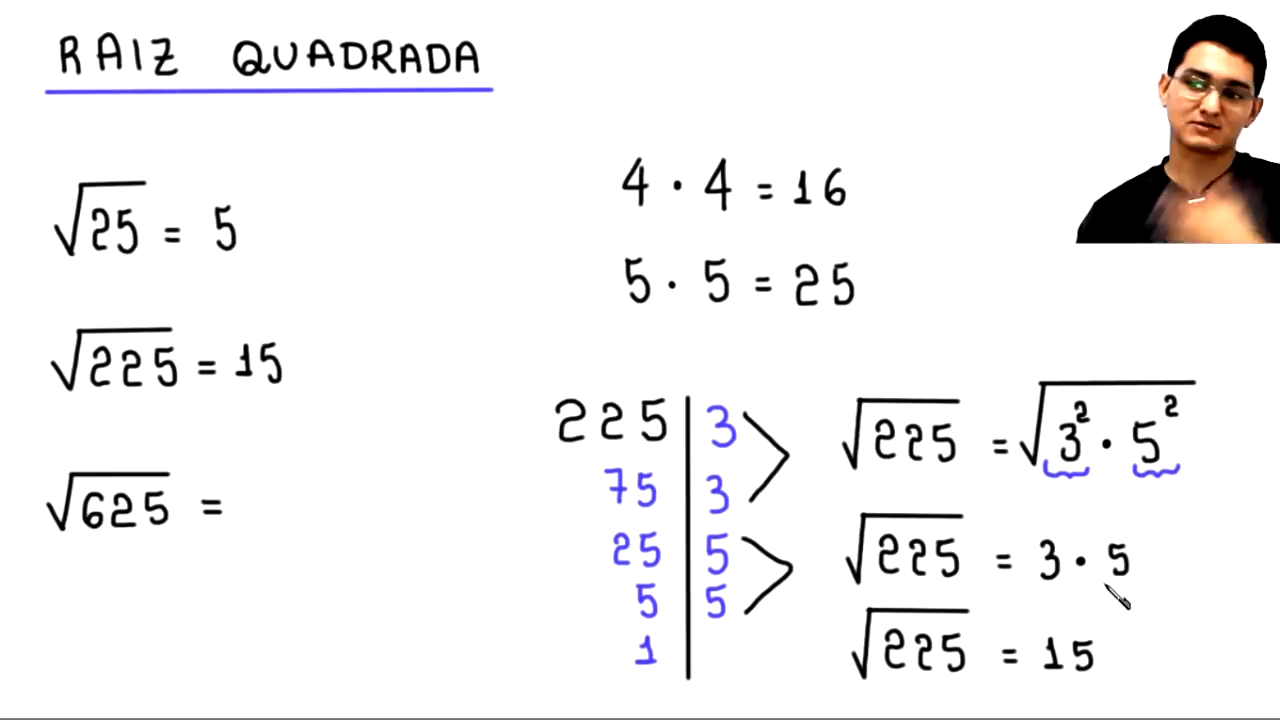 RAIZ QUADRADA
√25 = 5
√225 = 15
√625 =
4 · 4 = 16
5 · 5 = 25
225 | 3
75 | 3
25 | 5
5 | 5
1
√225 = √3² · 5²
√225 = 3 · 5
√225 = 15